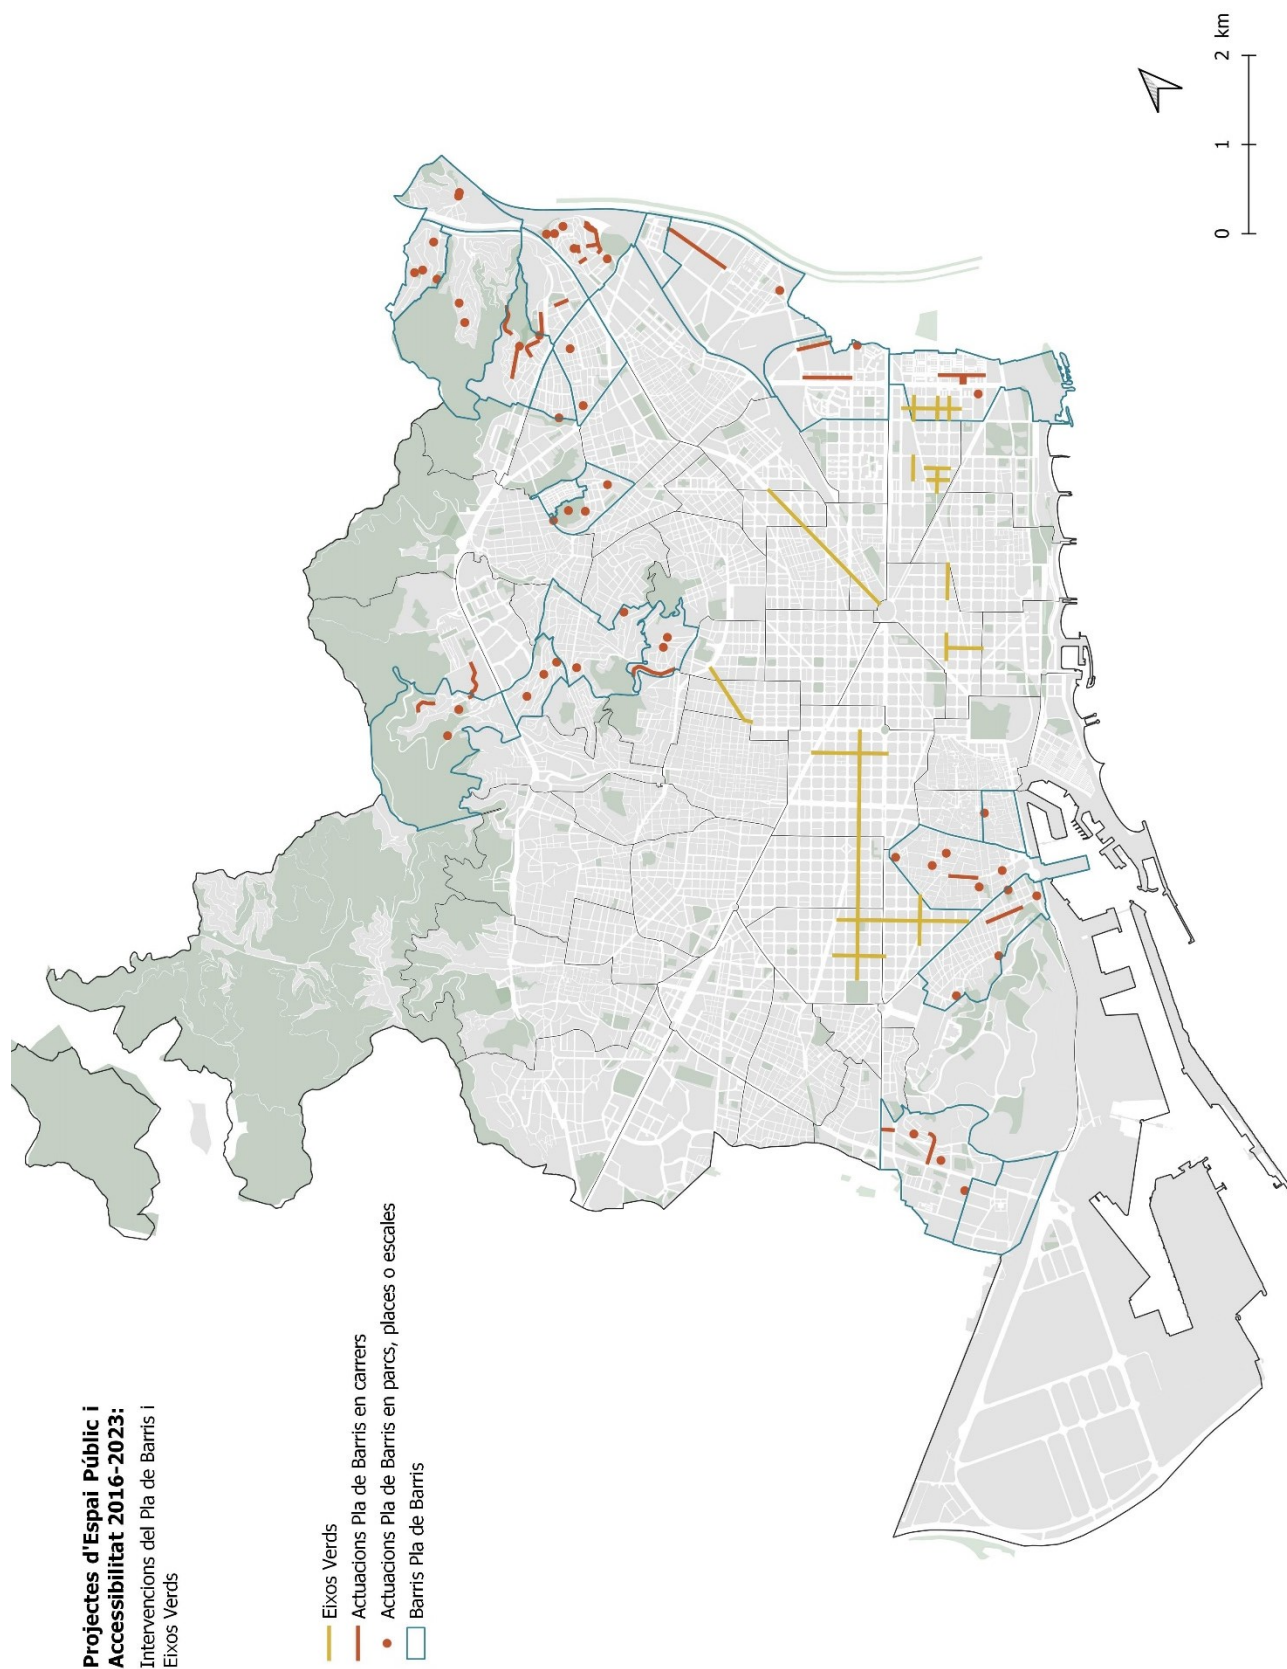 Projectes d'Espai Públic i
Accessibilitat 2016-2023:
Intervencions del Pla de Barris i
Eixos Verds
Eixos Verds
Actuacions Pla de Barris en carrers
Actuacions Pla de Barris en parcs, places o escales
Barris Pla de Barris
0 1 2 km